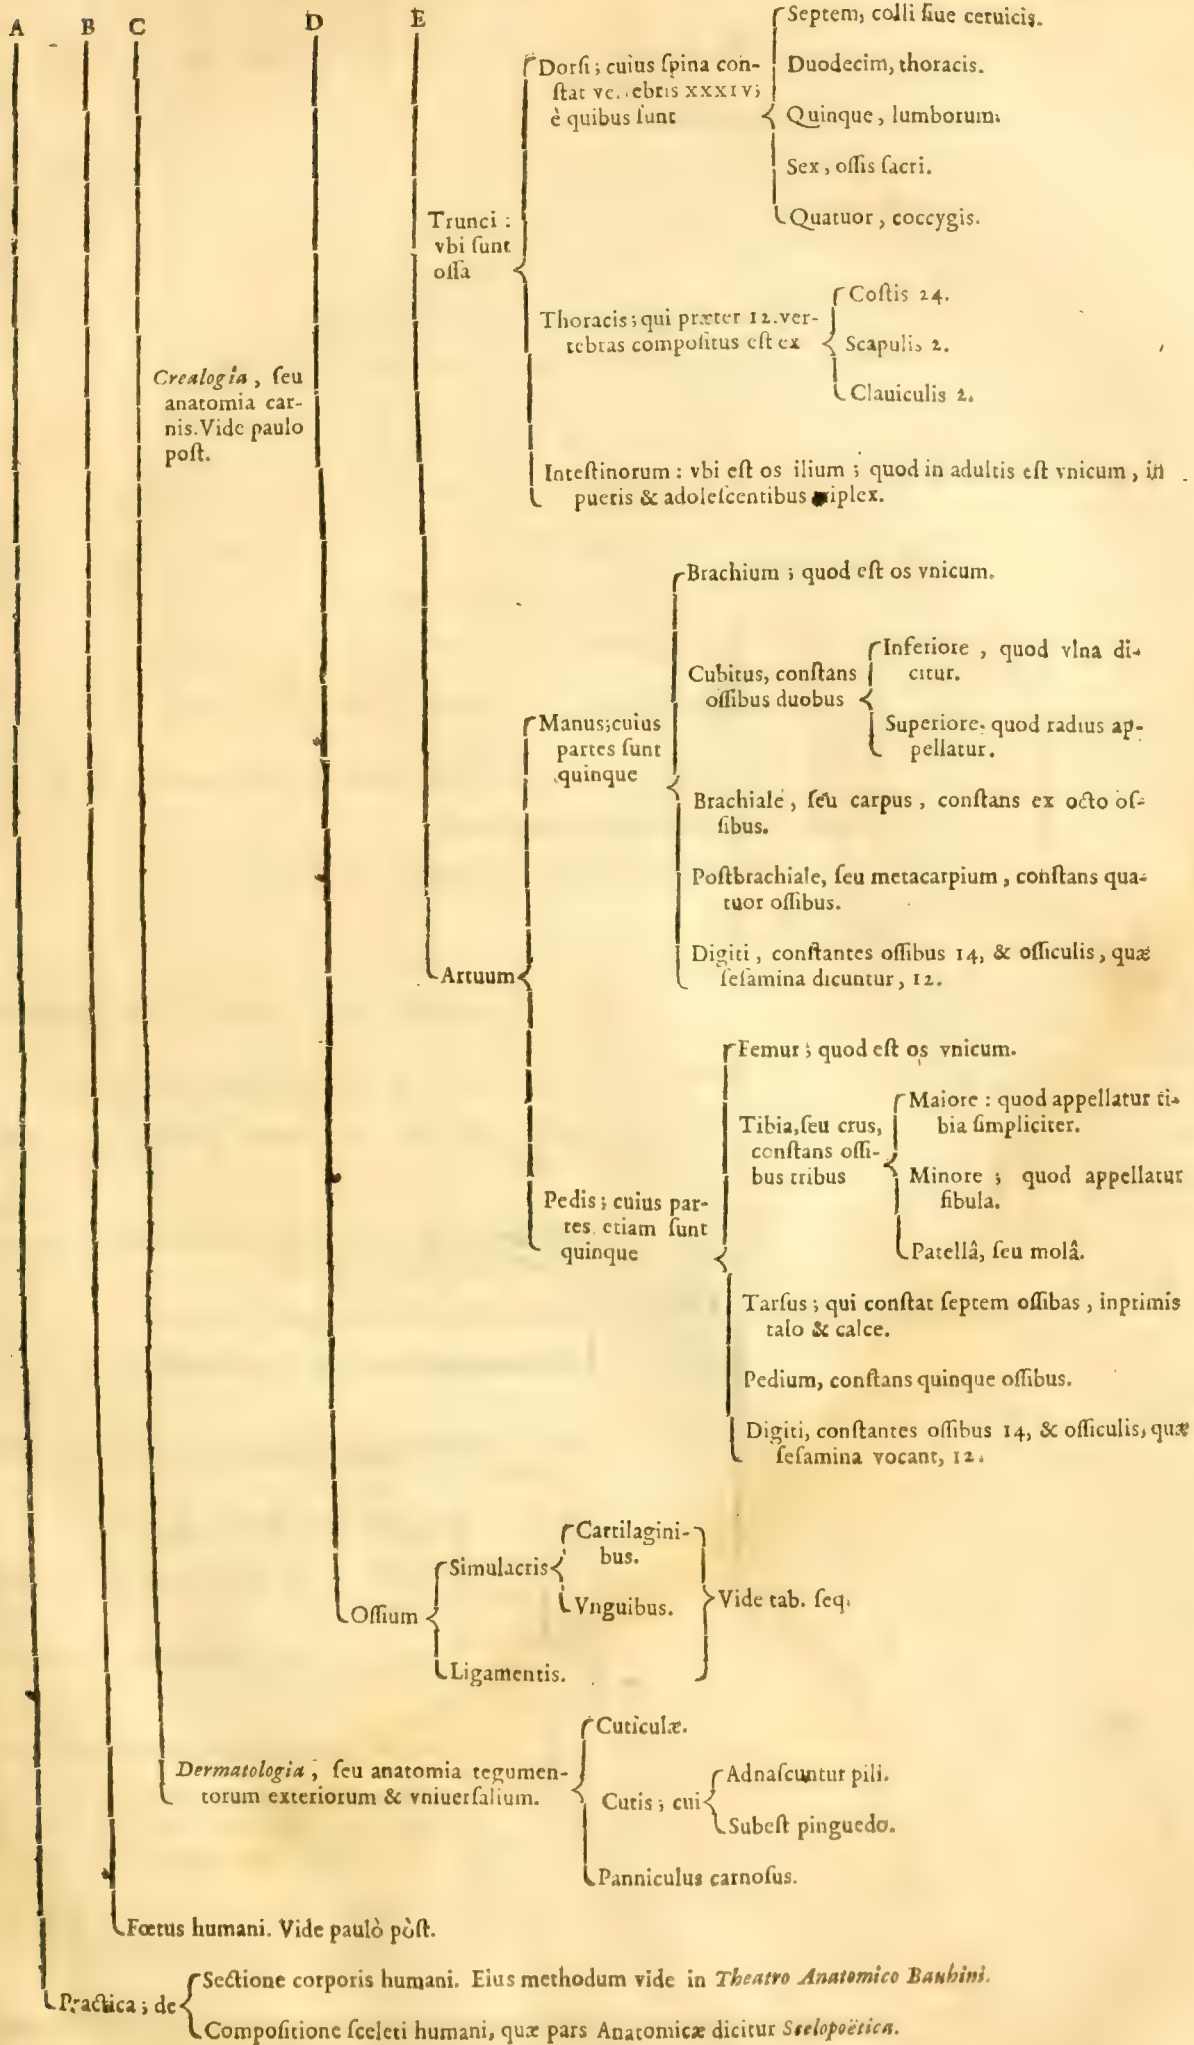 A B C D E
Septem, colli ſiue ceruicis.
Dorſi ; cuius ſpina con-
ſtat ebris XXXIV;
è quibus ſunt
Duodecim, thoracis.
Quinque, lumborum.
Sex, oſſis ſacri.
Quatuor, coccygis.
Trunci :
vbi ſunt
oſſa
Thoracis ; qui præter 12. ver-
tebras compoſitus eſt ex
Coſtis 24.
Scapulis 2.
Clauiculis 2.
Crealogia, ſeu
anatomia car-
nis. Vide paulo
poſt.
Inteſtinorum : vbi eſt os ilium ; quod in adultis eſt vnicum, in
pueris & adoleſcentibus iplex.
Brachium ; quod eſt os vnicum.
Cubitus, conſtans
oſſibus duobus
Inferiore, quod vlna di-
citur.
Superiore, quod radius ap-
pellatur.
Manus; cuius
partes ſunt
quinque
Brachiale, ſeu carpus, conſtans ex octo oſ-
ſibus.
Poſtbrachiale, ſeu metacarpium, conſtans qua-
tuor oſſibus.
Digiti, conſtantes oſſibus 14, & oſſiculis, quæ
ſeſamina dicuntur, 12.
Artuum
Femur ; quod eſt os vnicum.
Tibia, ſeu crus,
conſtans oſſi-
bus tribus
Maiore : quod appellatur ti-
bia ſimpliciter.
Minore ; quod appellatur
fibula.
Patellâ, ſeu molâ.
Pedis ; cuius par-
tes etiam ſunt
quinque
Tarſus ; qui conſtat ſeptem oſſibas, inprimis
talo & calce.
Pedium, conſtans quinque oſſibus.
Digiti, conſtantes oſſibus 14, & oſſiculis, quæ
ſeſamina vocant, 12.
Oſſium
Simulacris
Cartilagini-
bus.
Vnguibus.
Ligamentis.
Vide tab. ſeq.
Dermatologia, ſeu anatomia tegumen-
torum exteriorum & vniuerſalium.
Cuticulæ.
Cutis ; cui
Adnaſcuntur pili.
Subeſt pinguedo.
Panniculus carnoſus.
Fœtus humani. Vide paulò pòſt.
Practica ; de
Sectione corporis humani. Eius methodum vide in Theatro Anatomico Bauhini.
Compoſitione ſceleti humani, quæ pars Anatomicæ dicitur Scelopoëtica.